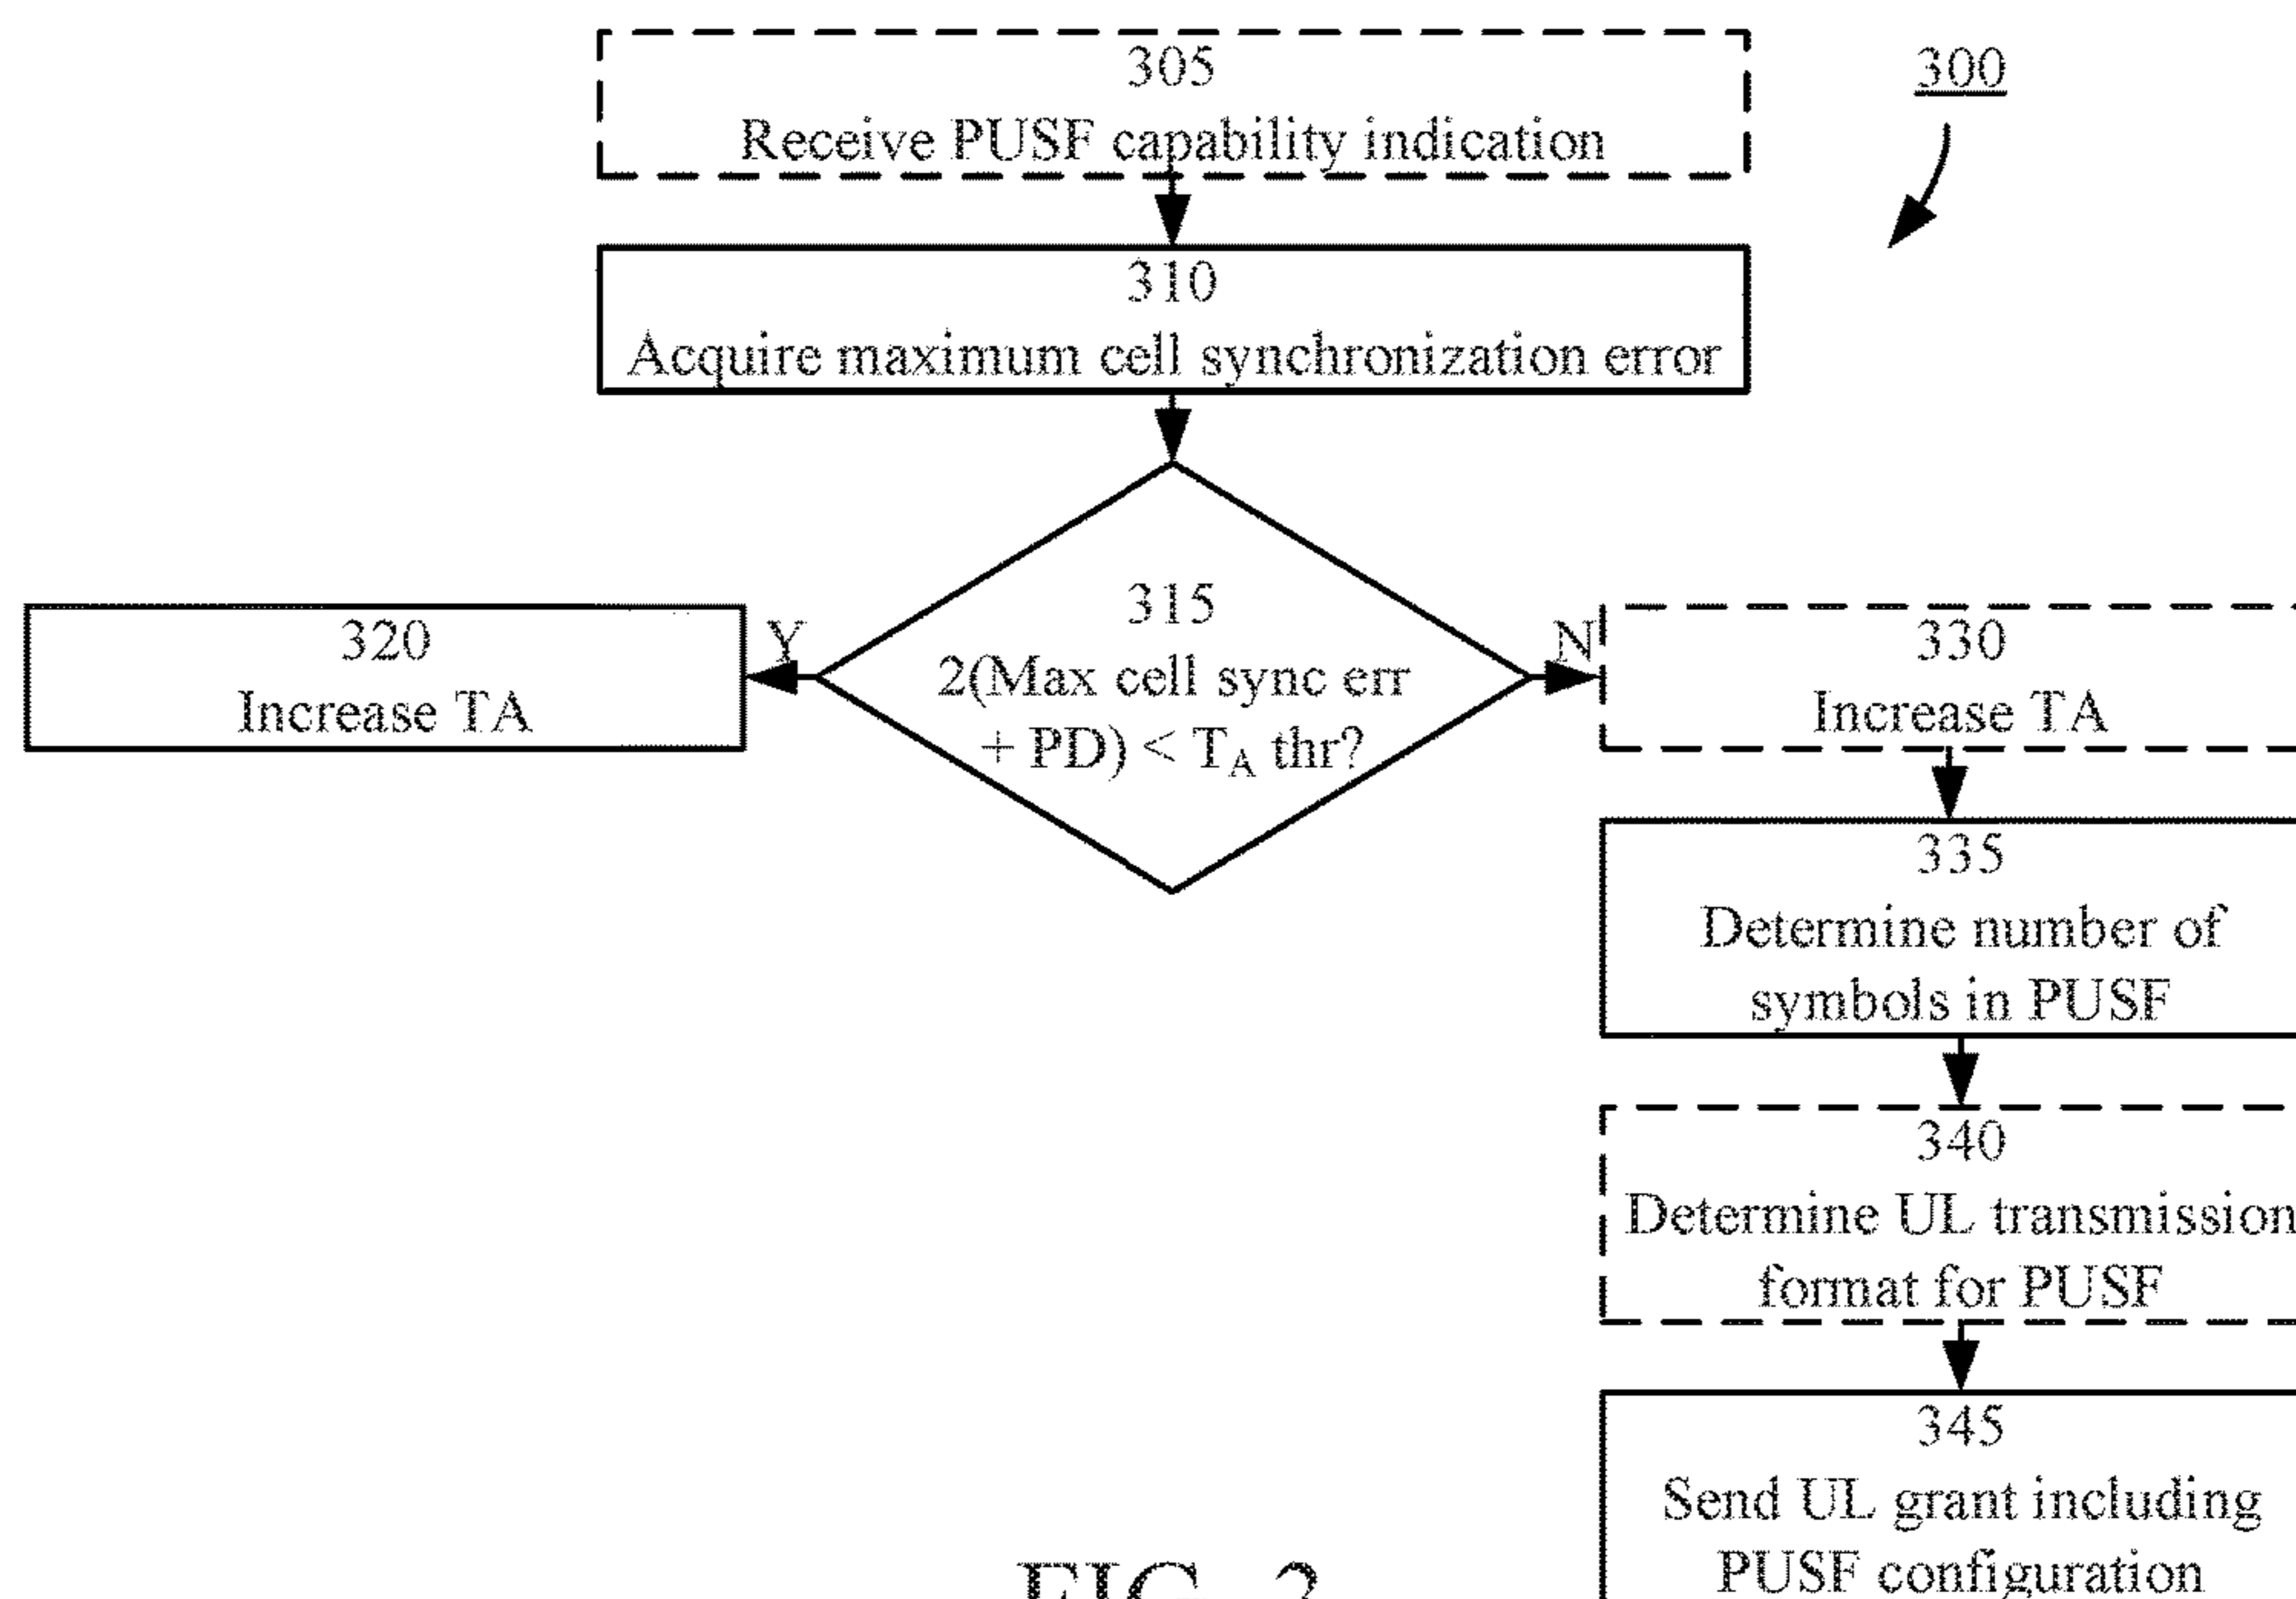 305
Receive PUSF capability indication
300
310
Acquire maximum cell synchronization error
315
2(Max cell sync err
+ PD) < TA thr?
Y
N
320
Increase TA
330
Increase TA
335
Determine number of
symbols in PUSF
340
Determine UL transmission
format for PUSF
345
Send UL grant including
PUSF configuration
FIG. 3